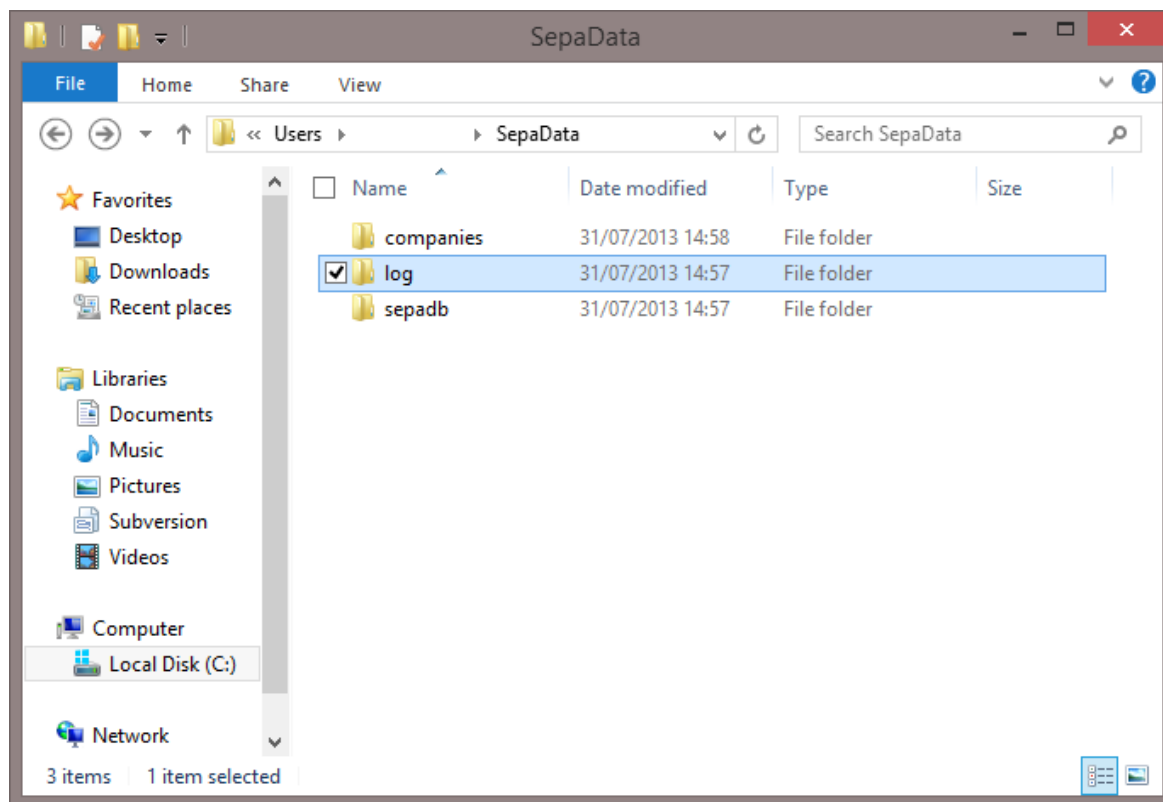 SepaData
File Home Share View
« Users SepaData Search SepaData
Name Date modified Type Size
Favorites
Desktop
Downloads
Recent places
Libraries
Documents
Music
Pictures
Subversion
Videos
Computer
Local Disk (C:)
Network
companies 31/07/2013 14:58 File folder
log 31/07/2013 14:57 File folder
sepadb 31/07/2013 14:57 File folder
3 items 1 item selected